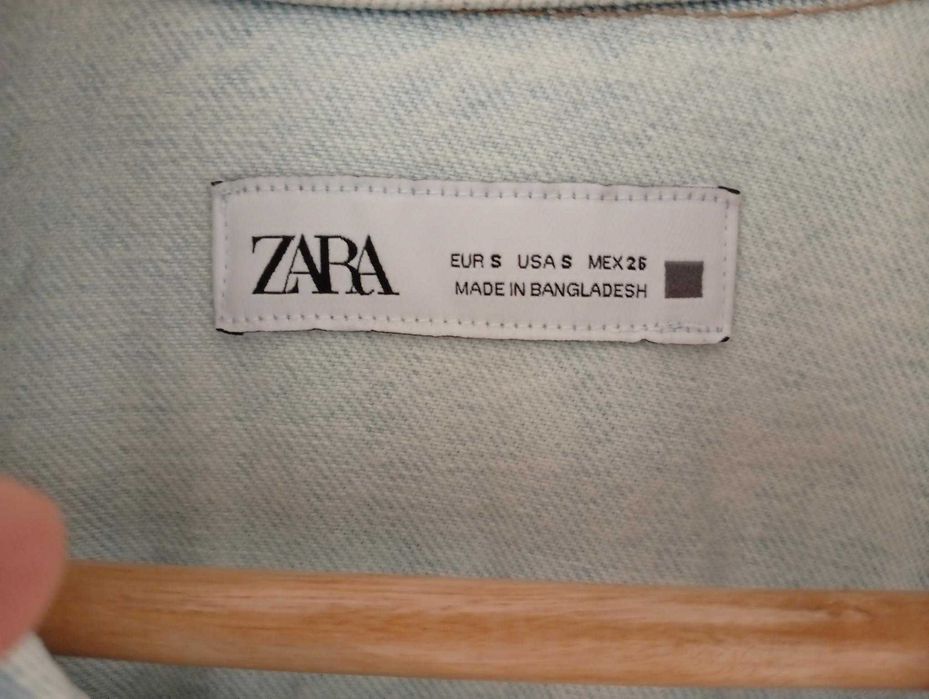 ZARA
EUR S USA S MEX 26
MADE IN BANGLADESH